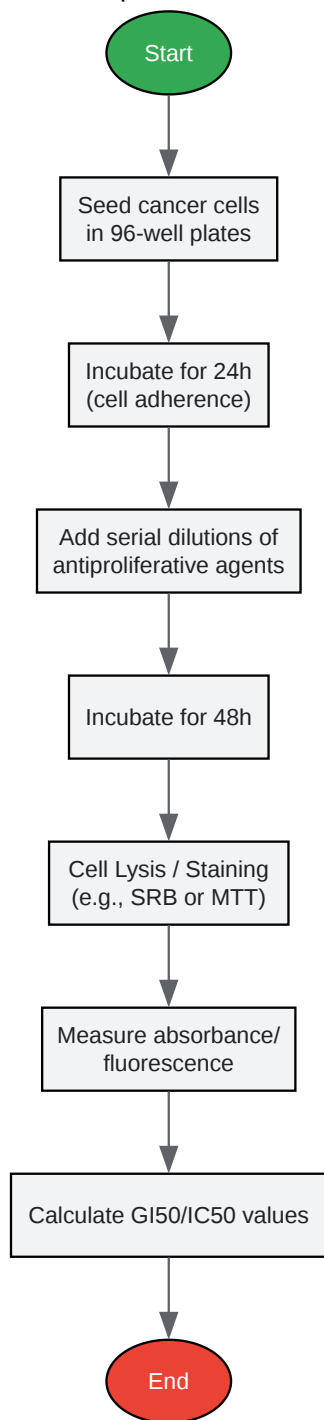 Start
Seed cancer cells
in 96-well plates
Incubate for 24h
(cell adherence)
Add serial dilutions of
antiproliferative agents
Incubate for 48h
Cell Lysis / Staining
(e.g., SRB or MTT)
Measure absorbance/
fluorescence
Calculate GI50/IC50 values
End